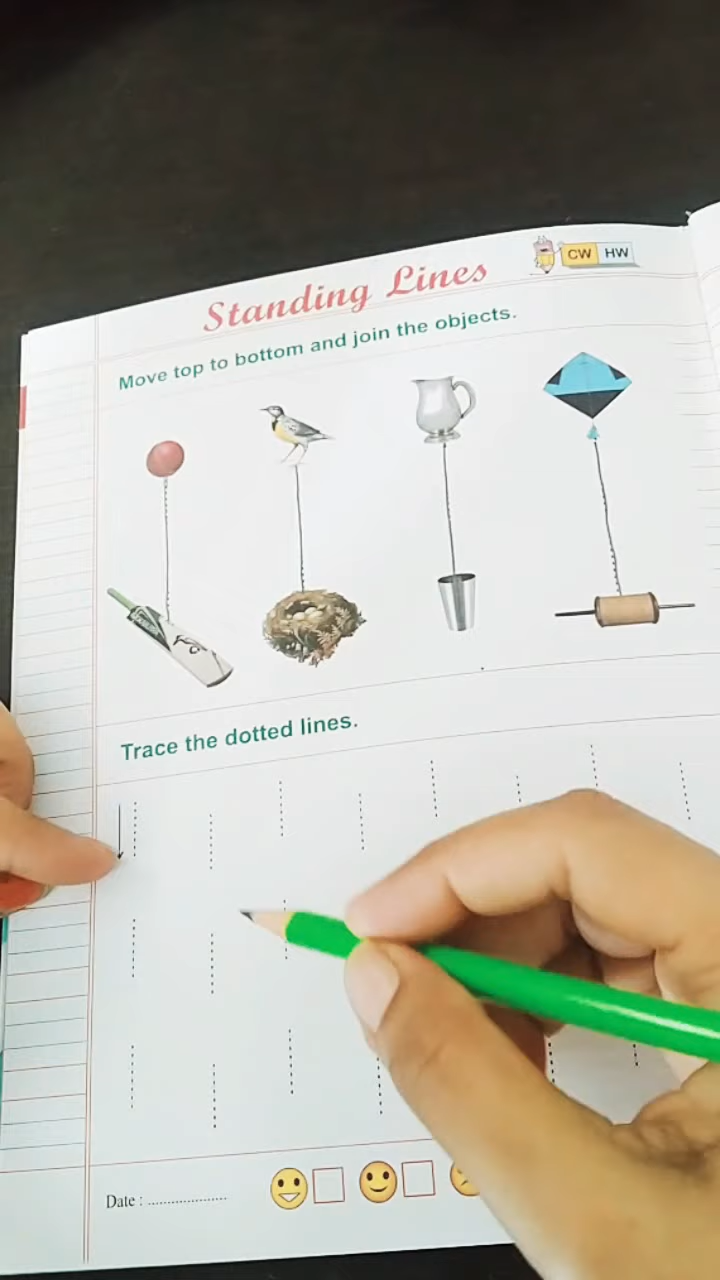 CW HW
Standing Lines
Move top to bottom and join the objects.
Trace the dotted lines.
Date : ....................